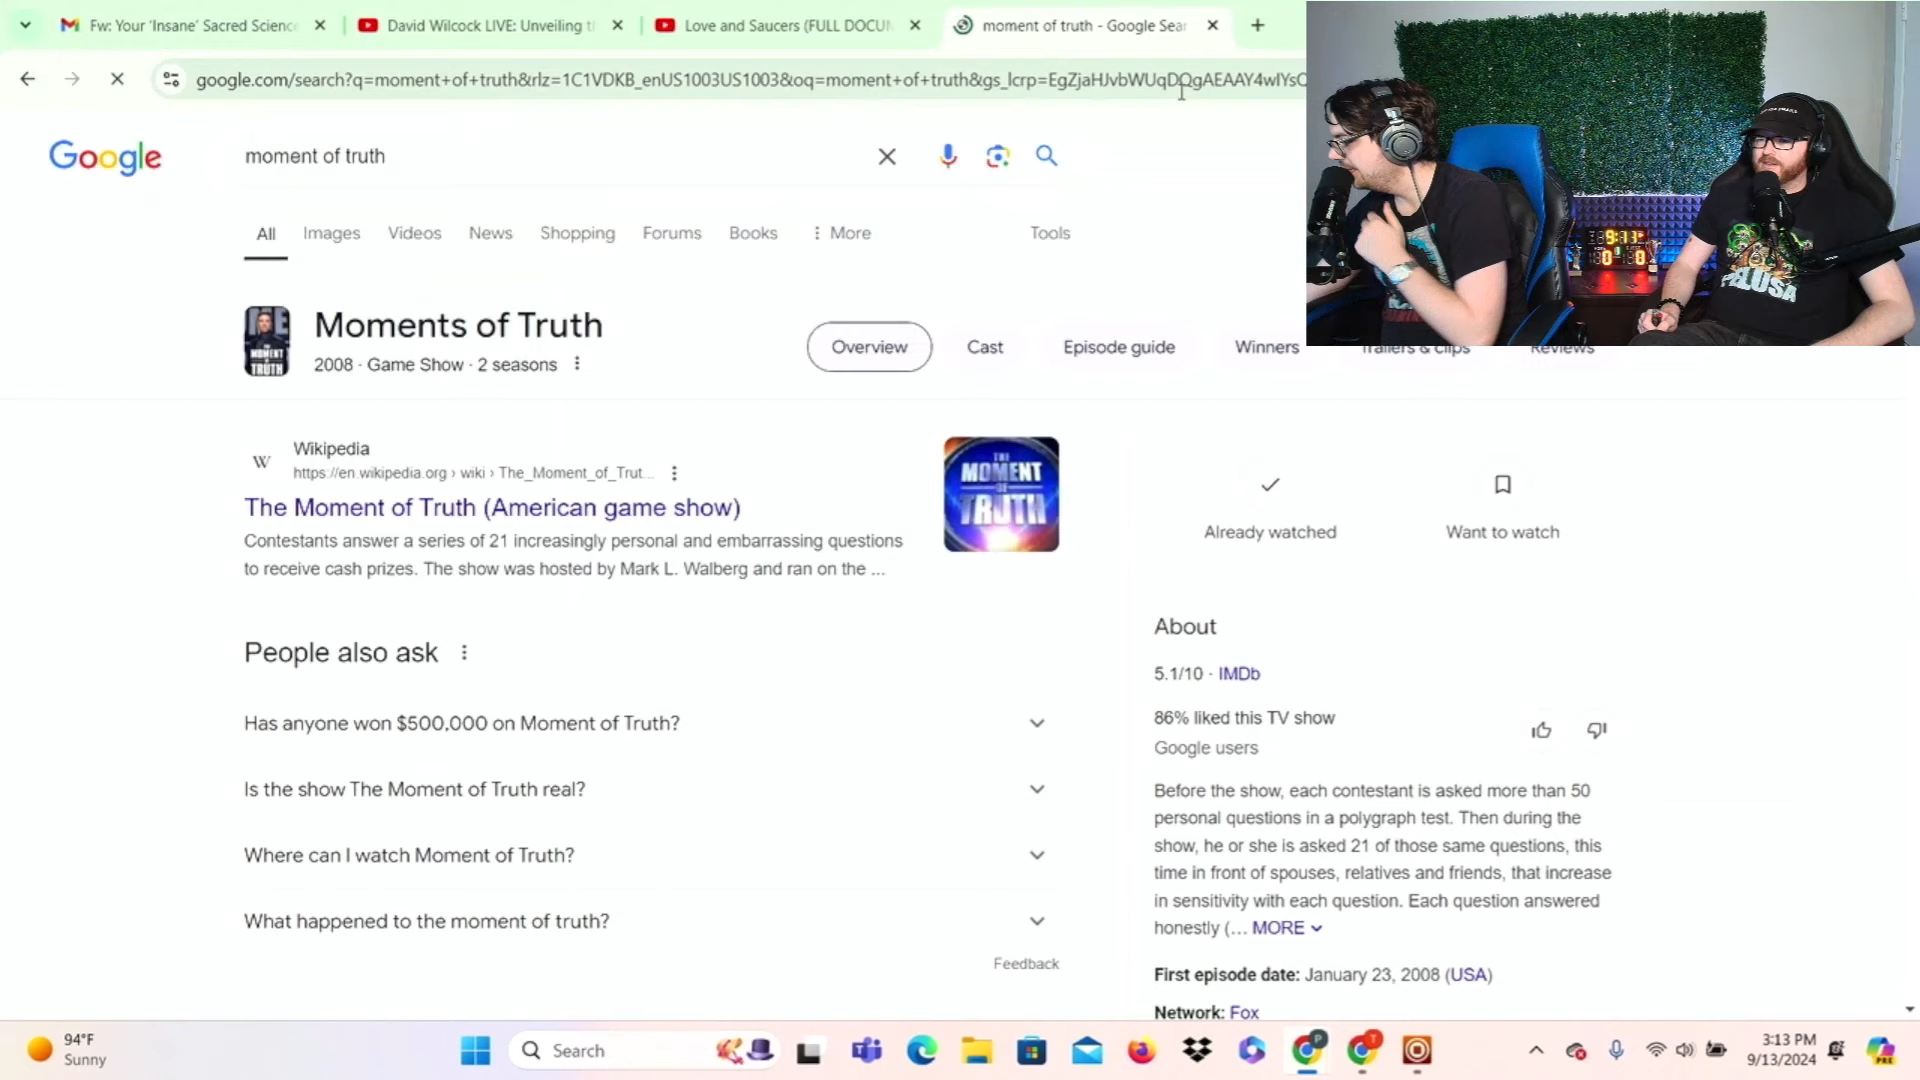 Fw: Your 'Insane' Sacred Science
David Wilcock LIVE: Unveiling t
Love and Saucers (FULL DOCUM
moment of truth - Google Sear
google.com/search?q=moment+of+truth&rlz=1C1VDKB_enUS1003US1003&oq=moment+of+truth&gs_lcrp=EgZjaHJvbWUqDQgAEAAY4wIYsQ
Google
moment of truth
All
Images
Videos
News
Shopping
Forums
Books
More
Tools
Moments of Truth
2008 · Game Show · 2 seasons
Overview
Cast
Episode guide
Winners
Trailers & clips
Reviews
Wikipedia
https://en.wikipedia.org › wiki › The_Moment_of_Trut...
The Moment of Truth (American game show)
Contestants answer a series of 21 increasingly personal and embarrassing questions
to receive cash prizes. The show was hosted by Mark L. Walberg and ran on the ...
THE
MOMENT
OF
TRUTH
People also ask
Has anyone won $500,000 on Moment of Truth?
Is the show The Moment of Truth real?
Where can I watch Moment of Truth?
What happened to the moment of truth?
Feedback
Already watched
Want to watch
About
5.1/10 · IMDb
86% liked this TV show
Google users
Before the show, each contestant is asked more than 50
personal questions in a polygraph test. Then during the
show, he or she is asked 21 of those same questions, this
time in front of spouses, relatives and friends, that increase
in sensitivity with each question. Each question answered
honestly (... MORE
First episode date: January 23, 2008 (USA)
Network: Fox
94°F
Sunny
Search
3:13 PM
9/13/2024
PRE